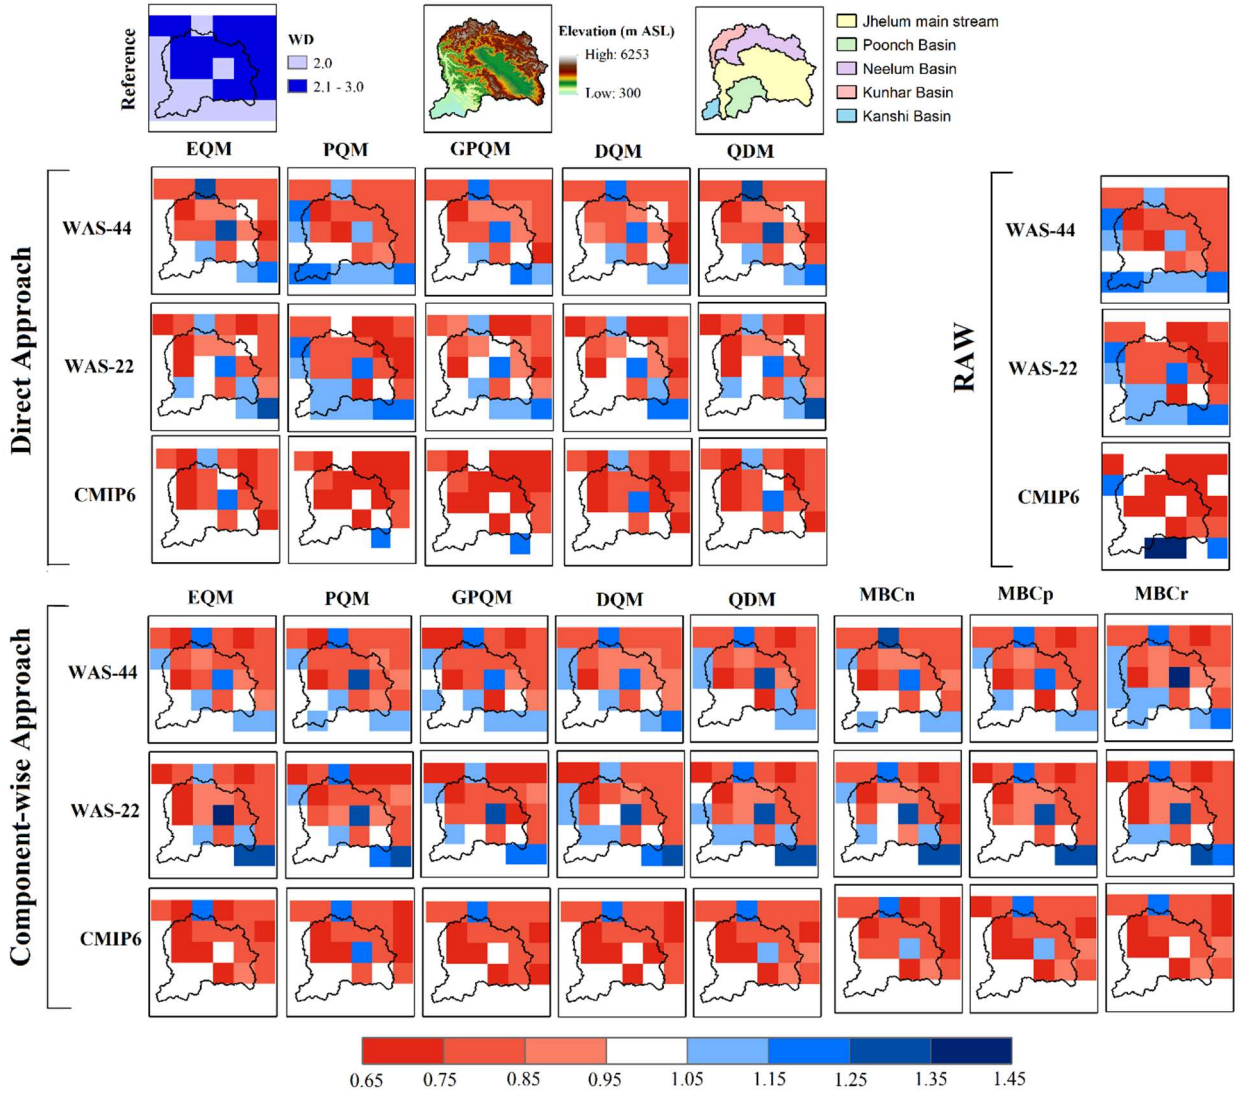 Reference
WD
2.0
2.1 - 3.0
Elevation (m ASL)
High: 6253
Low: 300
Jhelum main stream
Poonch Basin
Neelum Basin
Kunhar Basin
Kanshi Basin
EQM PQM GPQM DQM QDM
Direct Approach
WAS-44
WAS-22
CMIP6
RAW
WAS-44
WAS-22
CMIP6
EQM PQM GPQM DQM QDM MBCn MBCp MBCr
Component-wise Approach
WAS-44
WAS-22
CMIP6
0.65 0.75 0.85 0.95 1.05 1.15 1.25 1.35 1.45